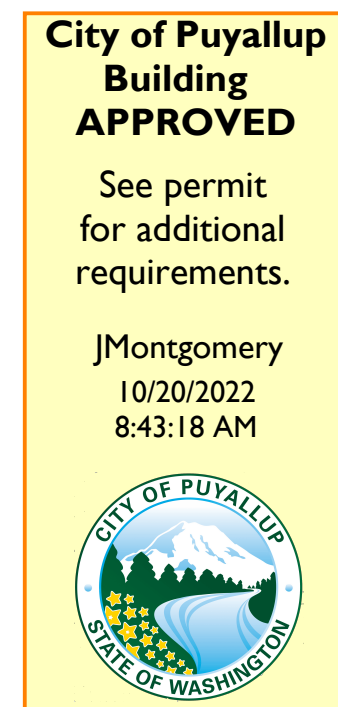 City of Puyallup
Building
APPROVED
See permit
for additional
requirements.
JMontgomery
10/20/2022
8:43:18 AM
CITY OF PUYALLUP
STATE OF WASHINGTON